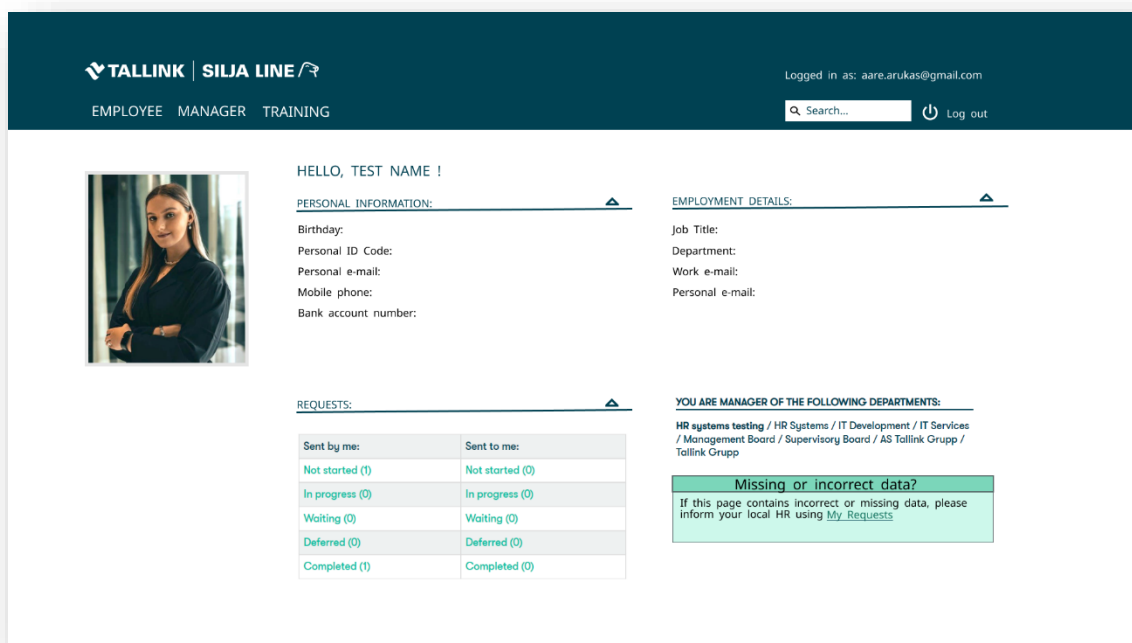 TALLINK | SILJA LINE
Logged in as: aare.arukas@gmail.com
EMPLOYEE MANAGER TRAINING
Search...
Log out
HELLO, TEST NAME !
PERSONAL INFORMATION:
Birthday:
Personal ID Code:
Personal e-mail:
Mobile phone:
Bank account number:
EMPLOYMENT DETAILS:
Job Title:
Department:
Work e-mail:
Personal e-mail:
REQUESTS:
Sent by me: Sent to me:
Not started (1) Not started (0)
In progress (0) In progress (0)
Waiting (0) Waiting (0)
Deferred (0) Deferred (0)
Completed (1) Completed (0)
YOU ARE MANAGER OF THE FOLLOWING DEPARTMENTS:
HR systems testing / HR Systems / IT Development / IT Services
/ Management Board / Supervisory Board / AS Tallink Grupp /
Tallink Grupp
Missing or incorrect data?
If this page contains incorrect or missing data, please
inform your local HR using My Requests